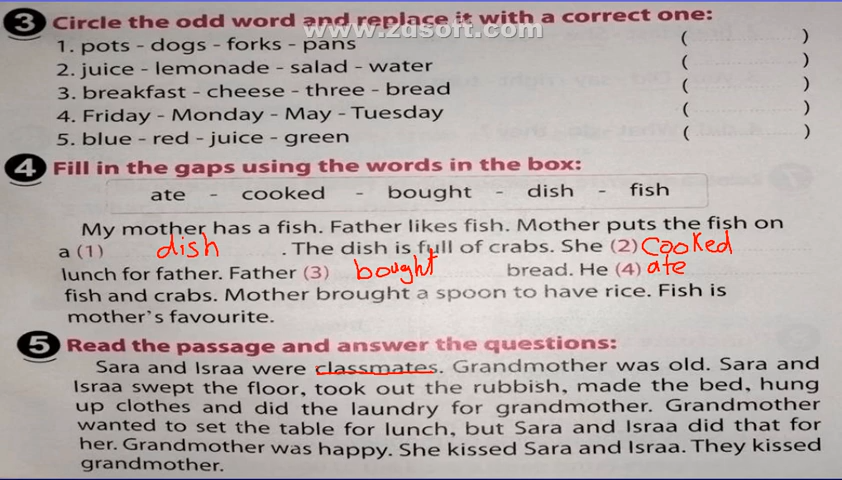 3 Circle the odd word and replace it with a correct one:
www.zdsoft.com
1. pots - dogs - forks - pans ( )
2. juice - lemonade - salad - water ( )
3. breakfast - cheese - three - bread ( )
4. Friday - Monday - May - Tuesday ( )
5. blue - red - juice - green ( )
4 Fill in the gaps using the words in the box:
ate - cooked - bought - dish - fish
My mother has a fish. Father likes fish. Mother puts the fish on
a (1) dish . The dish is full of crabs. She (2) cooked
lunch for father. Father (3) bought bread. He (4) ate
fish and crabs. Mother brought a spoon to have rice. Fish is
mother's favourite.
5 Read the passage and answer the questions:
Sara and Israa were classmates. Grandmother was old. Sara and
Israa swept the floor, took out the rubbish, made the bed, hung
up clothes and did the laundry for grandmother. Grandmother
wanted to set the table for lunch, but Sara and Israa did that for
her. Grandmother was happy. She kissed Sara and Israa. They kissed
grandmother.